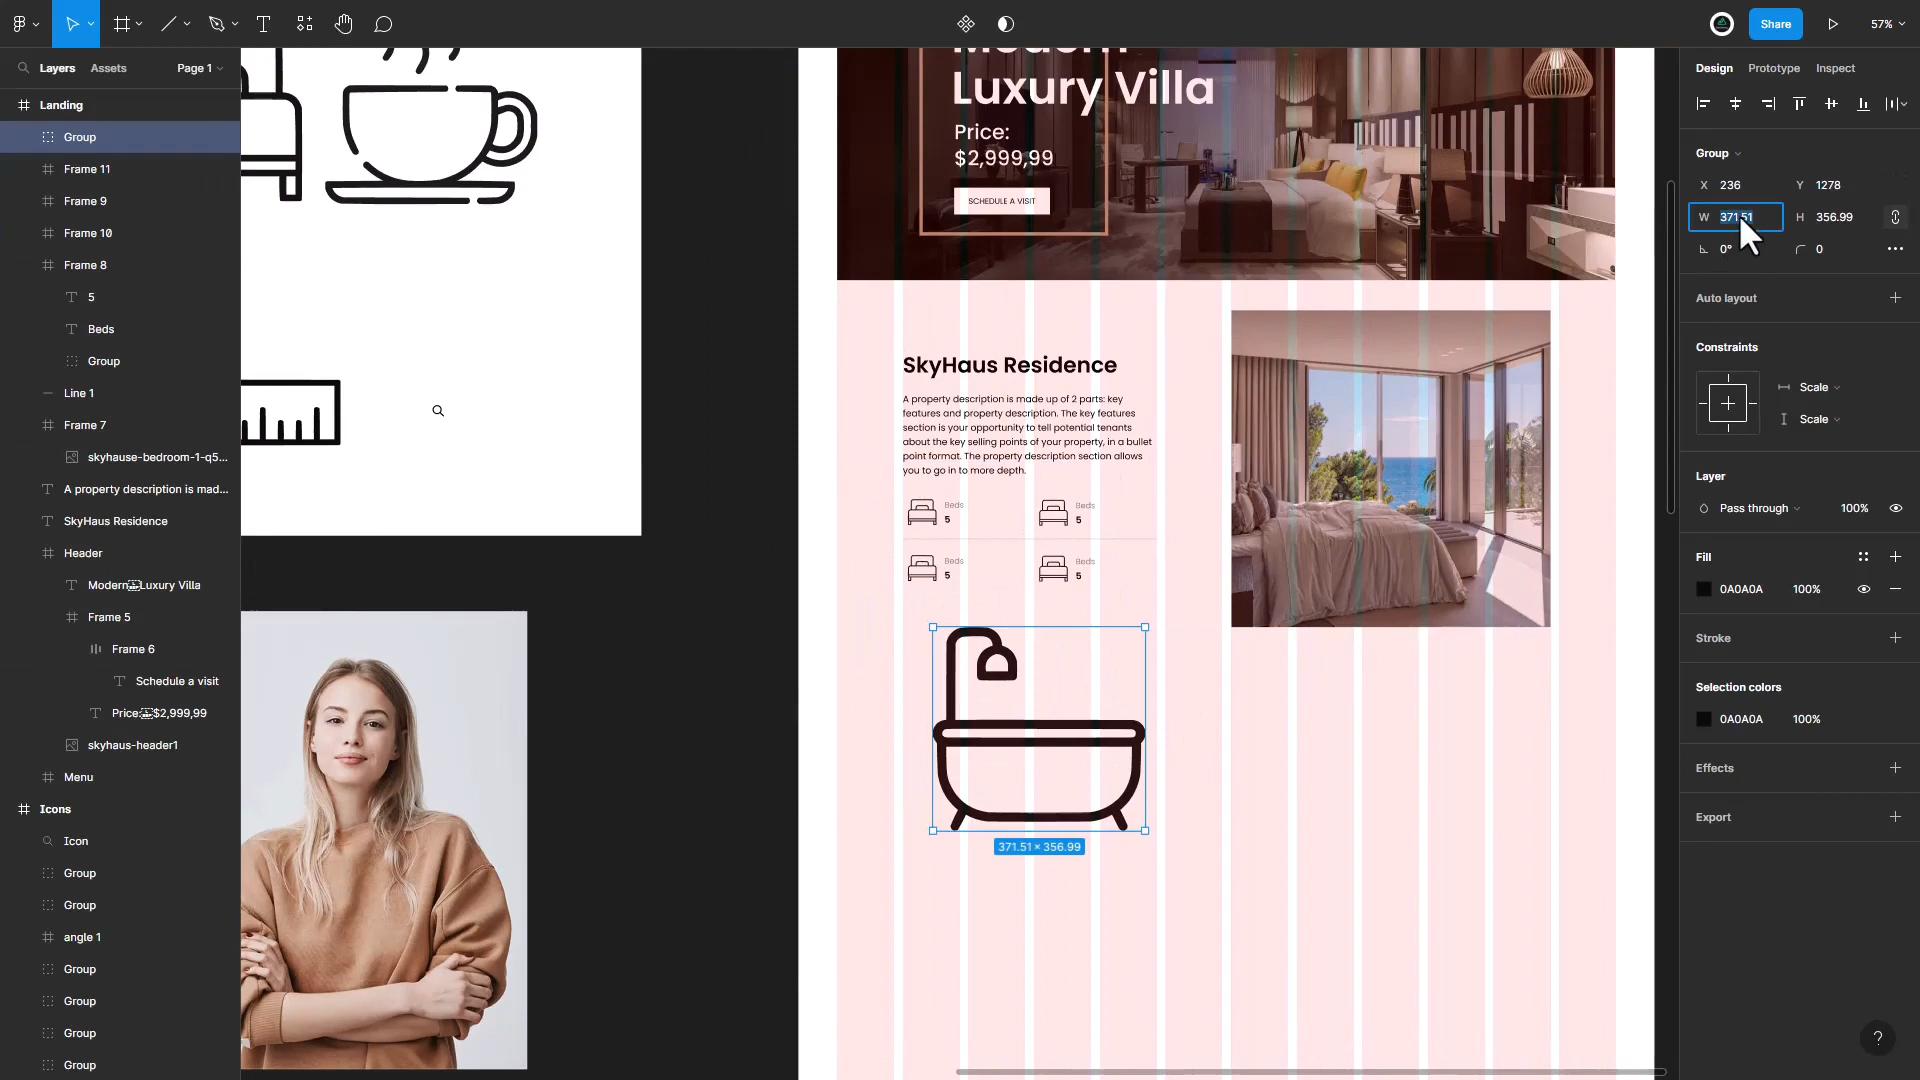 Share
57%
Layers
Assets
Page 1
Landing
Group
Frame 11
Frame 9
Frame 10
Frame 8
5
Beds
Group
Line 1
Frame 7
skyhause-bedroom-1-q5...
A property description is mad...
SkyHaus Residence
Header
Modern Luxury Villa
Frame 5
Frame 6
Schedule a visit
Price: $2,999,99
skyhaus-header1
Menu
Icons
Icon
Group
Group
angle 1
Group
Group
Group
Group
Modern
Luxury Villa
Price:
$2,999,99
SCHEDULE A VISIT
SkyHaus Residence
A property description is made up of 2 parts: key
features and property description. The key features
section is your opportunity to tell potential tenants
about the key selling points of your property, in a bullet
point format. The property description section allows
you to go in to more depth.
Beds
5
Beds
5
Beds
5
Beds
5
371.51 × 356.99
Design
Prototype
Inspect
Group
X 236
Y 1278
W 371.51
H 356.99
0°
0
Auto layout
Constraints
Scale
Scale
Layer
Pass through
100%
Fill
0A0A0A
100%
Stroke
Selection colors
0A0A0A
100%
Effects
Export
?